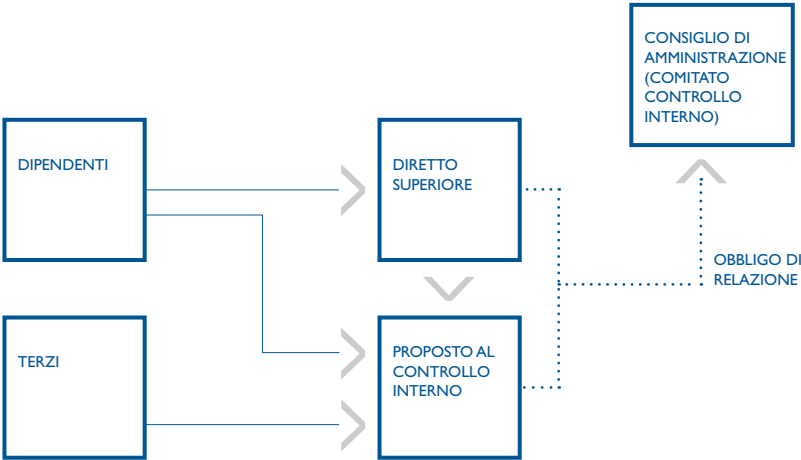 CONSIGLIO DI
AMMINISTRAZIONE
(COMITATO
CONTROLLO
INTERNO)
DIPENDENTI
DIRETTO
SUPERIORE
OBBLIGO DI
RELAZIONE
TERZI
PROPOSTO AL
CONTROLLO
INTERNO